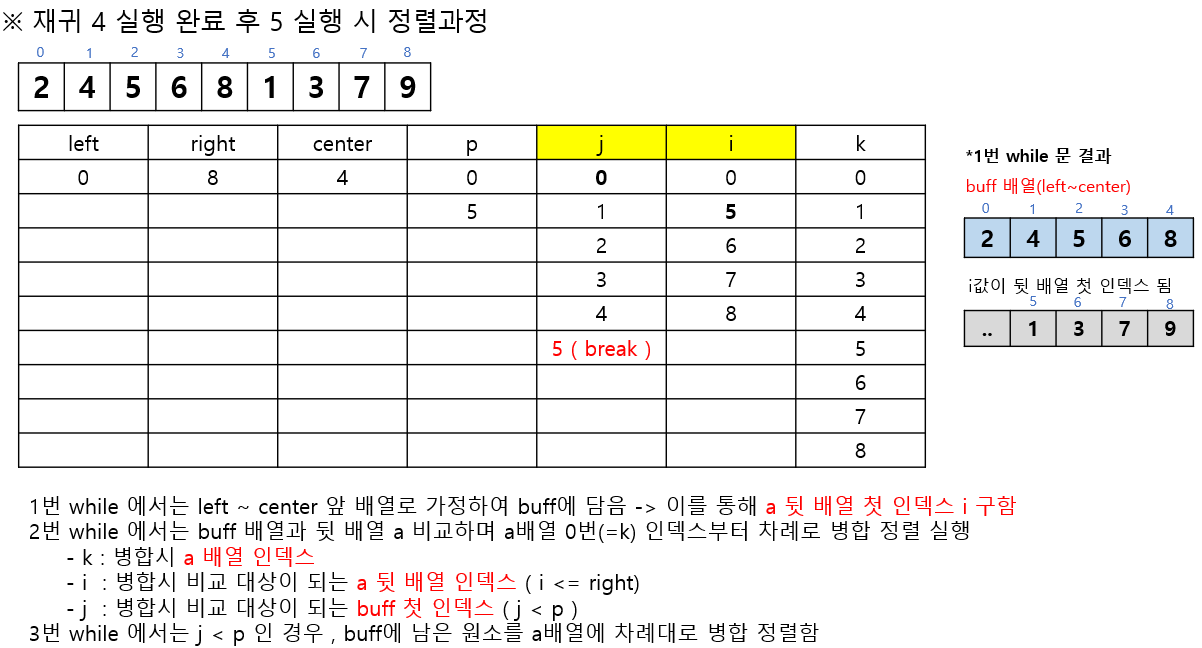 ※ 재귀 4 실행 완료 후 5 실행 시 정렬과정
0 1 2 3 4 5 6 7 8
2 4 5 6 8 1 3 7 9
left right center p j i k
0 8 4 0 0 0 0
5 1 5 1
2 6 2
3 7 3
4 8 4
5 ( break ) 5
6
7
8
*1번 while 문 결과
buff 배열(left~center)
0 1 2 3 4
2 4 5 6 8
i값이 뒷 배열 첫 인덱스 됨
5 6 7 8
.. 1 3 7 9
1번 while 에서는 left ~ center 앞 배열로 가정하여 buff에 담음 -> 이를 통해 a 뒷 배열 첫 인덱스 i 구함
2번 while 에서는 buff 배열과 뒷 배열 a 비교하며 a배열 0번(=k) 인덱스부터 차례로 병합 정렬 실행
- k : 병합시 a 배열 인덱스
- i : 병합시 비교 대상이 되는 a 뒷 배열 인덱스 ( i <= right)
- j : 병합시 비교 대상이 되는 buff 첫 인덱스 ( j < p )
3번 while 에서는 j < p 인 경우 , buff에 남은 원소를 a배열에 차례대로 병합 정렬함